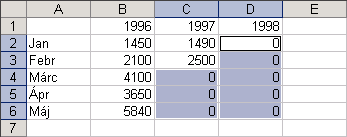 A B C D E
1 1996 1997 1998
2 Jan 1450 1490 0
3 Febr 2100 2500 0
4 Márc 4100 0 0
5 Ápr 3650 0 0
6 Máj 5840 0 0
7